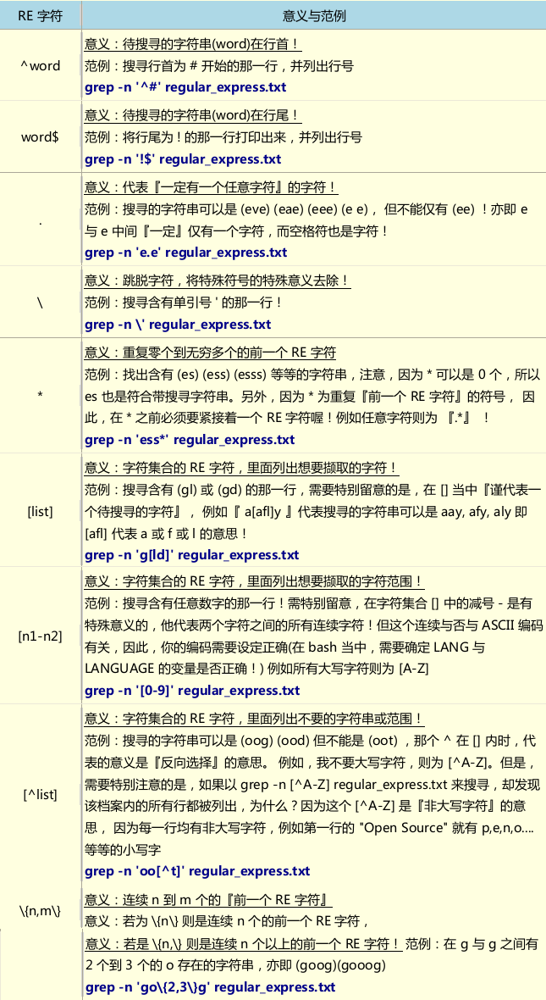 RE 字符 意义与范例
^word
意义：待搜寻的字符串(word)在行首！
范例：搜寻行首为 # 开始的那一行，并列出行号
grep -n '^#' regular_express.txt
word$
意义：待搜寻的字符串(word)在行尾！
范例：将行尾为 ! 的那一行打印出来，并列出行号
grep -n '!$' regular_express.txt
.
意义：代表『一定有一个任意字符』的字符！
范例：搜寻的字符串可以是 (eve) (eae) (eee) (e e)， 但不能仅有 (ee) ！亦即 e
与 e 中间『一定』仅有一个字符，而空格符也是字符！
grep -n 'e.e' regular_express.txt
\
意义：跳脱字符，将特殊符号的特殊意义去除！
范例：搜寻含有单引号 ' 的那一行！
grep -n \' regular_express.txt
*
意义：重复零个到无穷多个的前一个 RE 字符
范例：找出含有 (es) (ess) (esss) 等等的字符串，注意，因为 * 可以是 0 个，所以
es 也是符合带搜寻字符串。另外，因为 * 为重复『前一个 RE 字符』的符号， 因
此，在 * 之前必须要紧接着一个 RE 字符喔！例如任意字符则为 『.*』 ！
grep -n 'ess*' regular_express.txt
[list]
意义：字符集合的 RE 字符，里面列出想要撷取的字符！
范例：搜寻含有 (gl) 或 (gd) 的那一行，需要特别留意的是，在 [] 当中『谨代表一
个待搜寻的字符』， 例如『 a[afl]y 』代表搜寻的字符串可以是 aay, afy, aly 即
[afl] 代表 a 或 f 或 l 的意思！
grep -n 'g[ld]' regular_express.txt
[n1-n2]
意义：字符集合的 RE 字符，里面列出想要撷取的字符范围！
范例：搜寻含有任意数字的那一行！需特别留意，在字符集合 [] 中的减号 - 是有
特殊意义的，他代表两个字符之间的所有连续字符！但这个连续与否与 ASCII 编码
有关，因此，你的编码需要设定正确(在 bash 当中，需要确定 LANG 与
LANGUAGE 的变量是否正确！) 例如所有大写字符则为 [A-Z]
grep -n '[0-9]' regular_express.txt
[^list]
意义：字符集合的 RE 字符，里面列出不要的字符串或范围！
范例：搜寻的字符串可以是 (oog) (ood) 但不能是 (oot) ，那个 ^ 在 [] 内时，代
表的意义是『反向选择』的意思。 例如，我不要大写字符，则为 [^A-Z]。但是，
需要特别注意的是，如果以 grep -n [^A-Z] regular_express.txt 来搜寻，却发现
该档案内的所有行都被列出，为什么？因为这个 [^A-Z] 是『非大写字符』的意
思， 因为每一行均有非大写字符，例如第一行的 "Open Source" 就有 p,e,n,o....
等等的小写字
grep -n 'oo[^t]' regular_express.txt
\{n,m\}
意义：连续 n 到 m 个的『前一个 RE 字符』
意义：若为 \{n\} 则是连续 n 个的前一个 RE 字符，
意义：若是 \{n,\} 则是连续 n 个以上的前一个 RE 字符！ 范例：在 g 与 g 之间有
2 个到 3 个的 o 存在的字符串，亦即 (goog)(gooog)
grep -n 'go\{2,3\}g' regular_express.txt